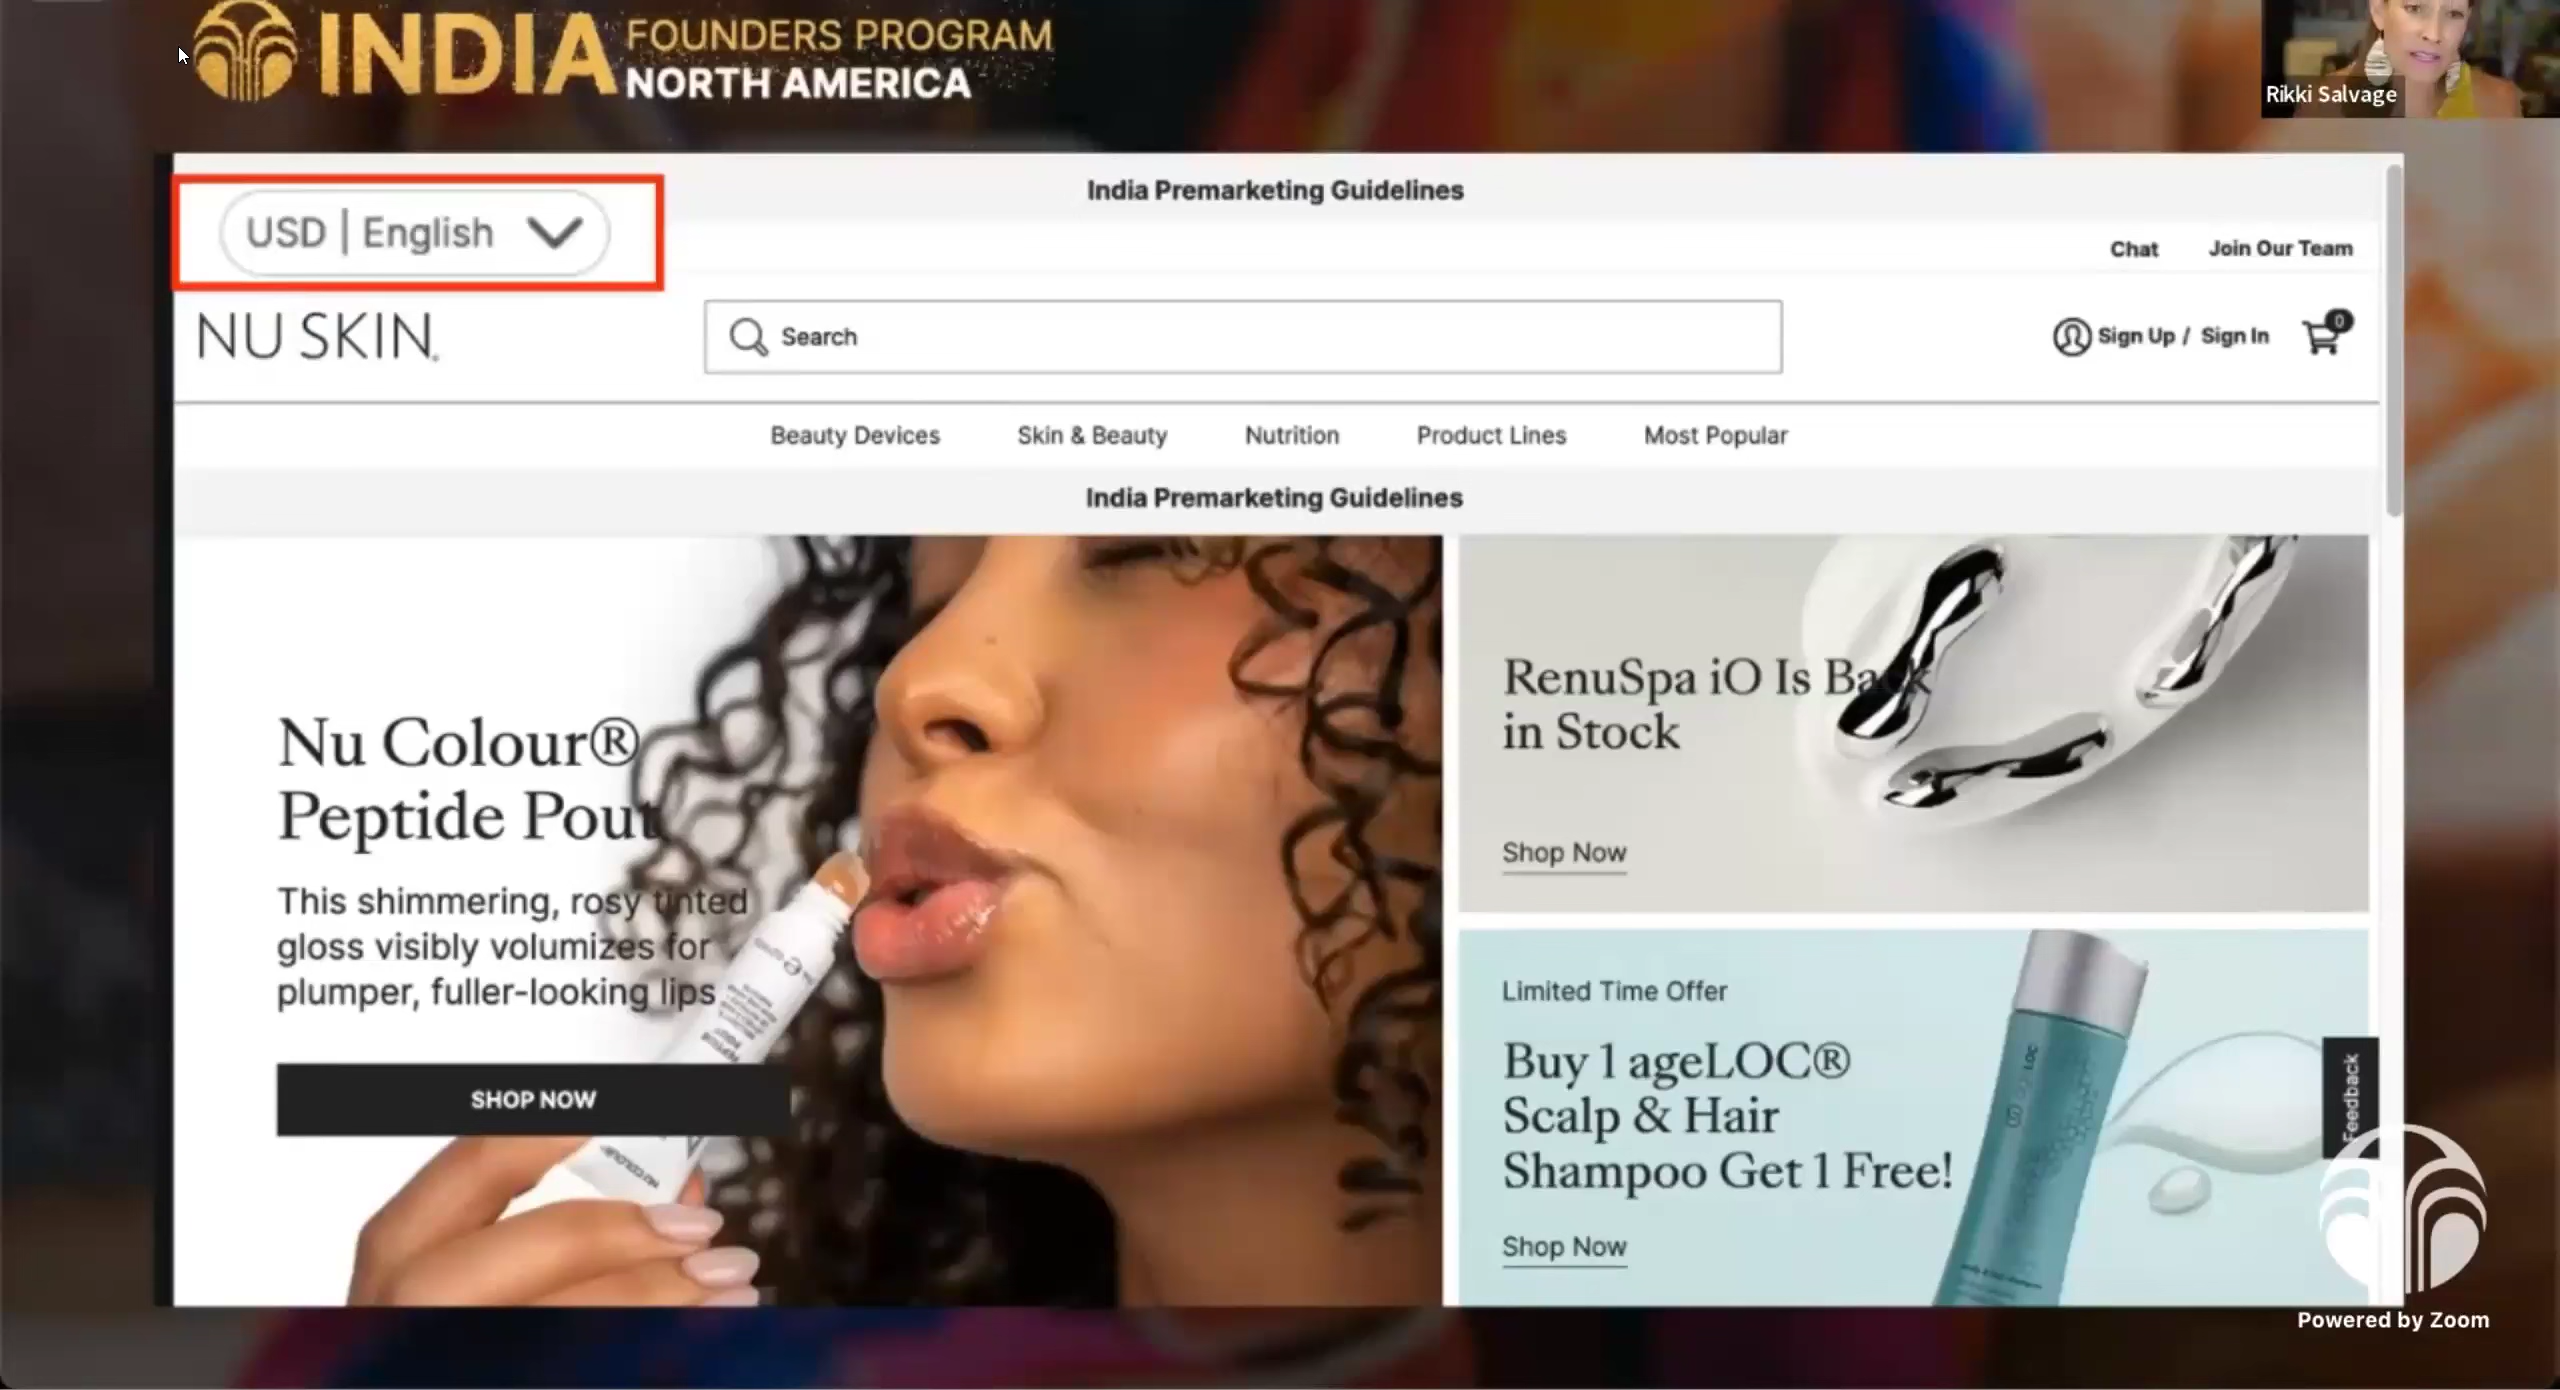 INDIA FOUNDERS PROGRAM
NORTH AMERICA
Rikki Salvage
India Premarketing Guidelines
USD | English
Chat Join Our Team
NU SKIN.
Search
Sign Up / Sign In 0
Beauty Devices Skin & Beauty Nutrition Product Lines Most Popular
India Premarketing Guidelines
Nu Colour®
Peptide Pout
This shimmering, rosy tinted
gloss visibly volumizes for
plumper, fuller-looking lips
SHOP NOW
RenuSpa iO Is Back
in Stock
Shop Now
Limited Time Offer
Buy 1 ageLOC®
Scalp & Hair
Shampoo Get 1 Free!
Shop Now
Feedback
Powered by Zoom